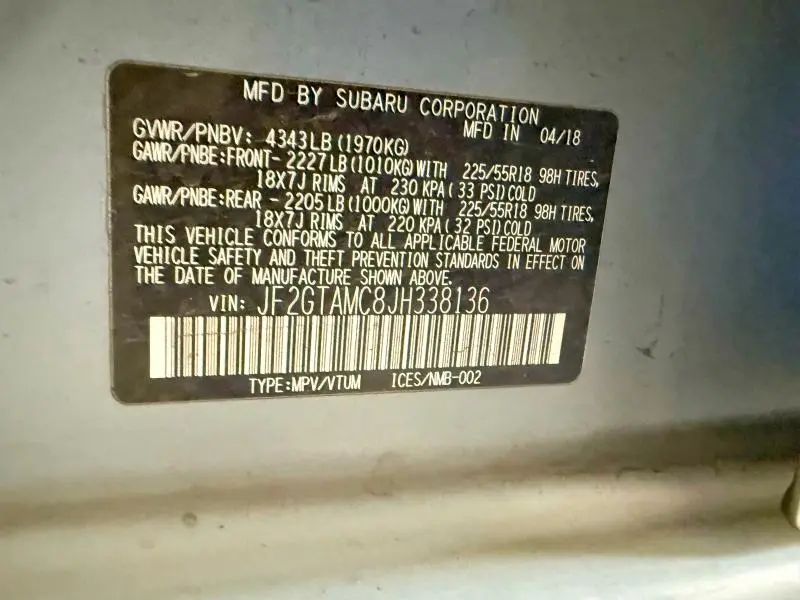 MFD BY SUBARU CORPORATION
MFD IN 04/18
GVWR/PNBV: 4343LB (1970KG)
GAWR/PNBE:FRONT- 2227LB(1010KG)WITH 225/55R18 98H TIRES,
18X7J RIMS AT 230 KPA( 33 PSI)COLD
GAWR/PNBE:REAR - 2205LB(1000KG)WITH 225/55R18 98H TIRES,
18X7J RIMS AT 220 KPA( 32 PSI)COLD
THIS VEHICLE CONFORMS TO ALL APPLICABLE FEDERAL MOTOR
VEHICLE SAFETY AND THEFT PREVENTION STANDARDS IN EFFECT ON
THE DATE OF MANUFACTURE SHOWN ABOVE.
VIN: JF2GTAMC8JH338136
TYPE:MPV/VTUM ICES/NMB-002